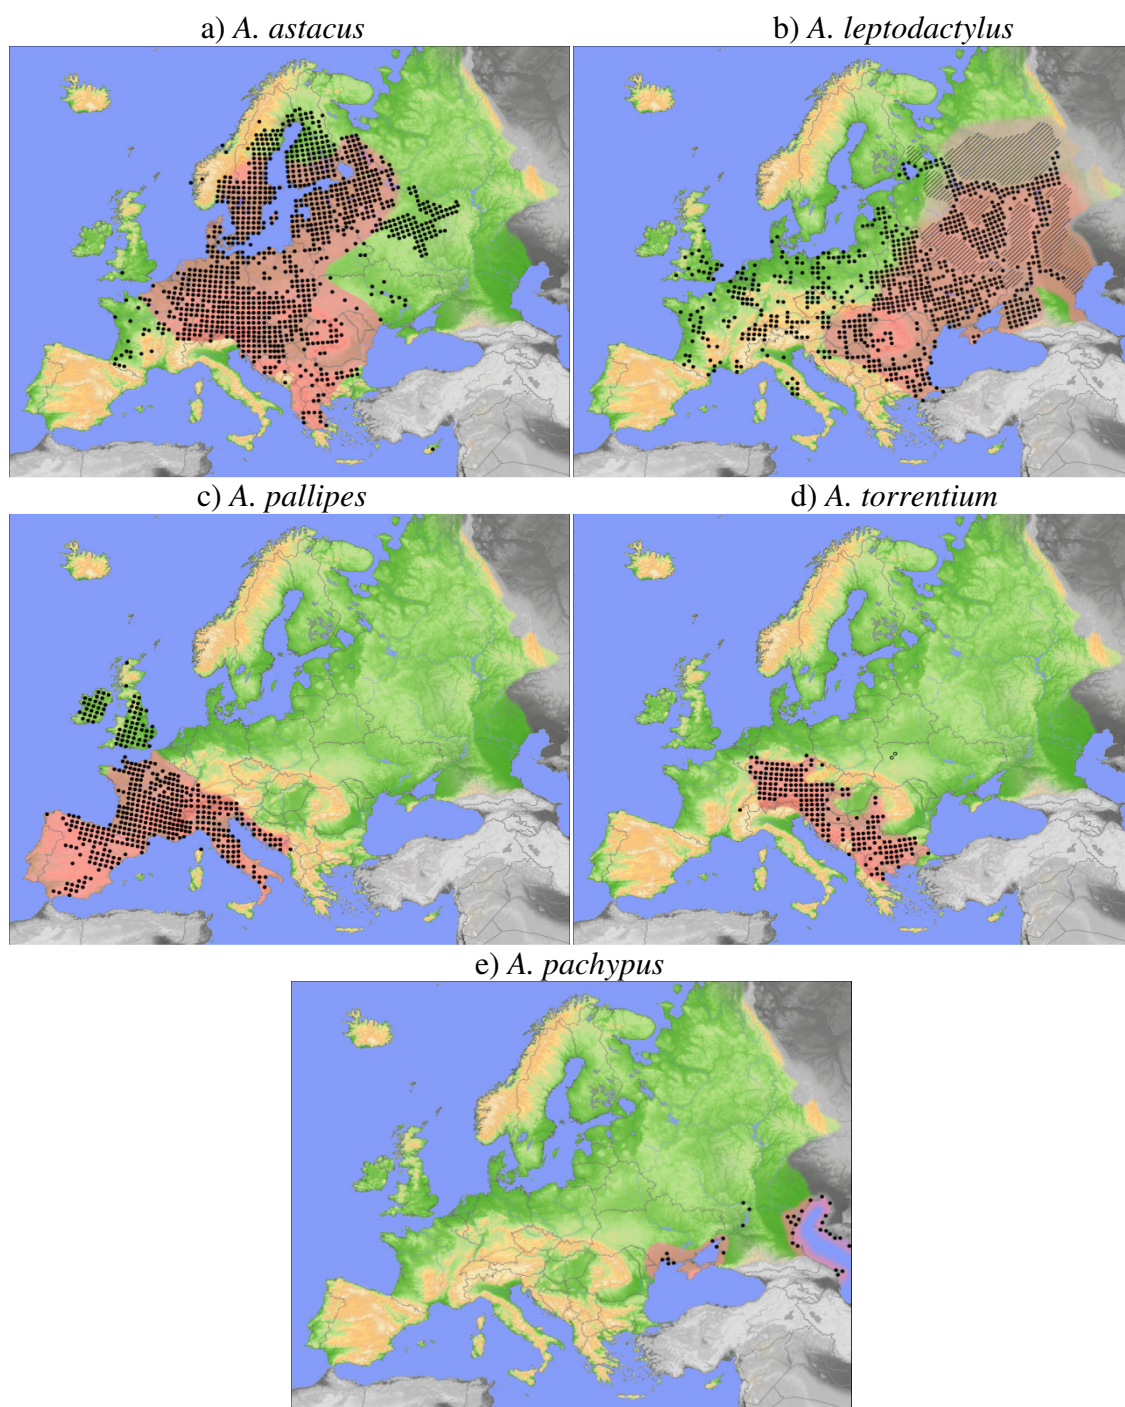 a) A. astacus
b) A. leptodactylus
c) A. pallipes
d) A. torrentium
e) A. pachypus